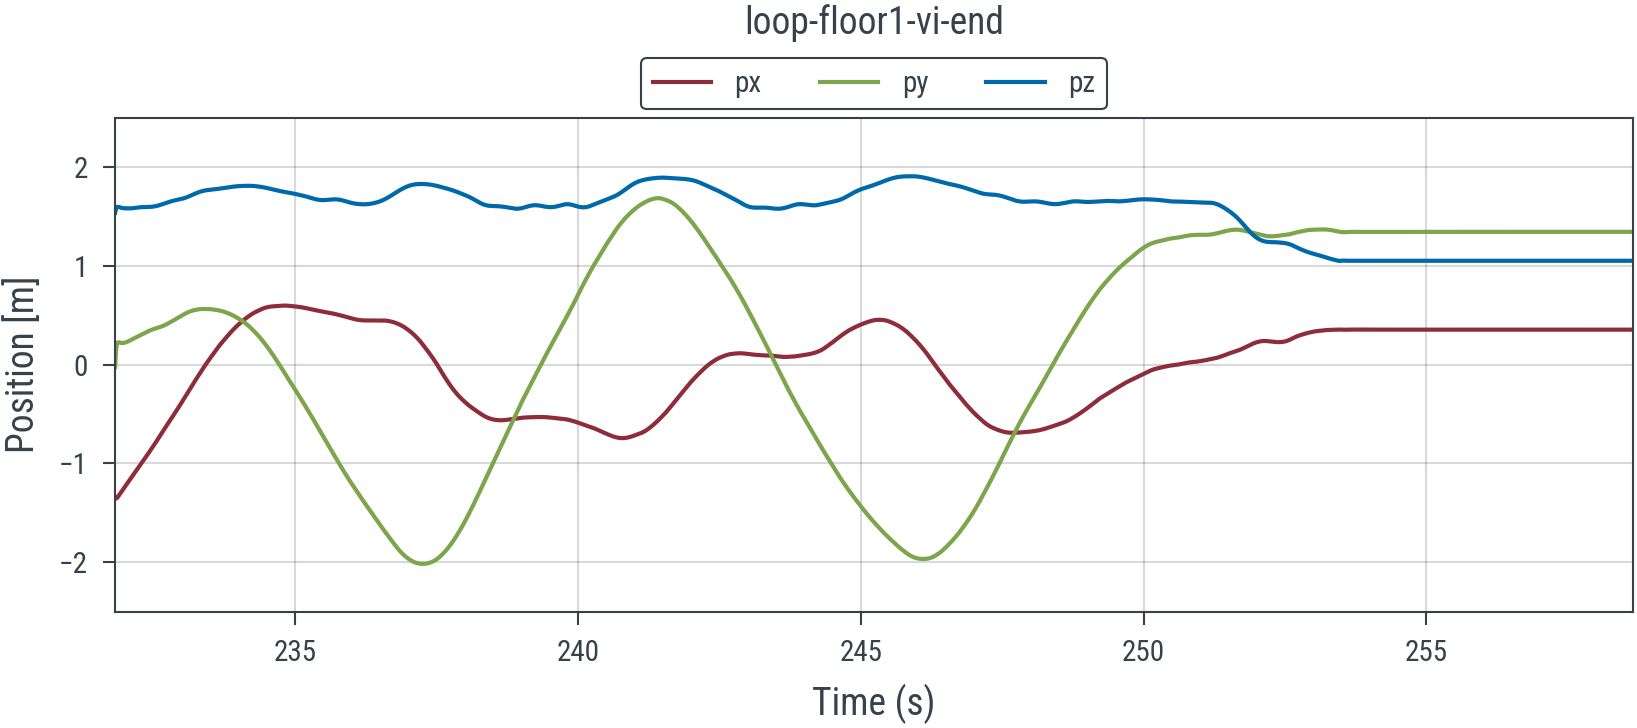 loop-floor1-vi-end
px py pz
Position [m]
2
1
0
−1
−2
235 240 245 250 255
Time (s)